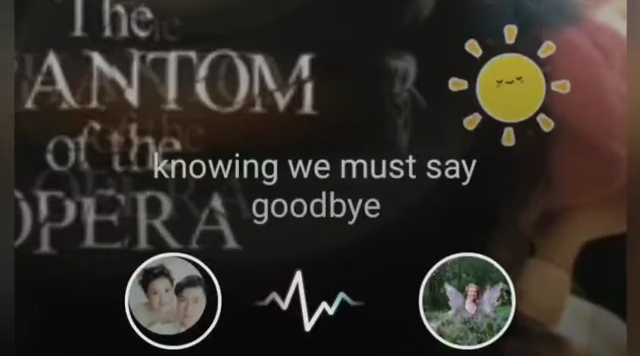 The
ANTOM
of the
OPERA
knowing we must say
goodbye